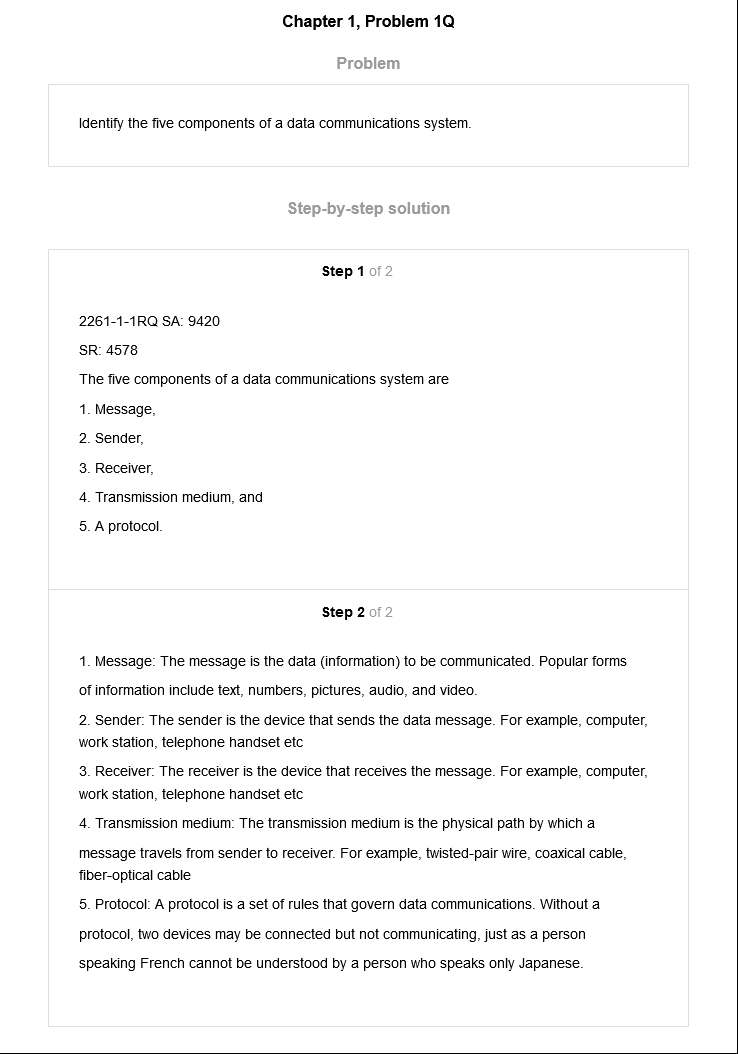 Chapter 1, Problem 1Q
Problem
Identify the five components of a data communications system.
Step-by-step solution
Step 1 of 2
2261-1-1RQ SA: 9420
SR: 4578
The five components of a data communications system are
1. Message,
2. Sender,
3. Receiver,
4. Transmission medium, and
5. A protocol.
Step 2 of 2
1. Message: The message is the data (information) to be communicated. Popular forms
of information include text, numbers, pictures, audio, and video.
2. Sender: The sender is the device that sends the data message. For example, computer,
work station, telephone handset etc
3. Receiver: The receiver is the device that receives the message. For example, computer,
work station, telephone handset etc
4. Transmission medium: The transmission medium is the physical path by which a
message travels from sender to receiver. For example, twisted-pair wire, coaxical cable,
fiber-optical cable
5. Protocol: A protocol is a set of rules that govern data communications. Without a
protocol, two devices may be connected but not communicating, just as a person
speaking French cannot be understood by a person who speaks only Japanese.